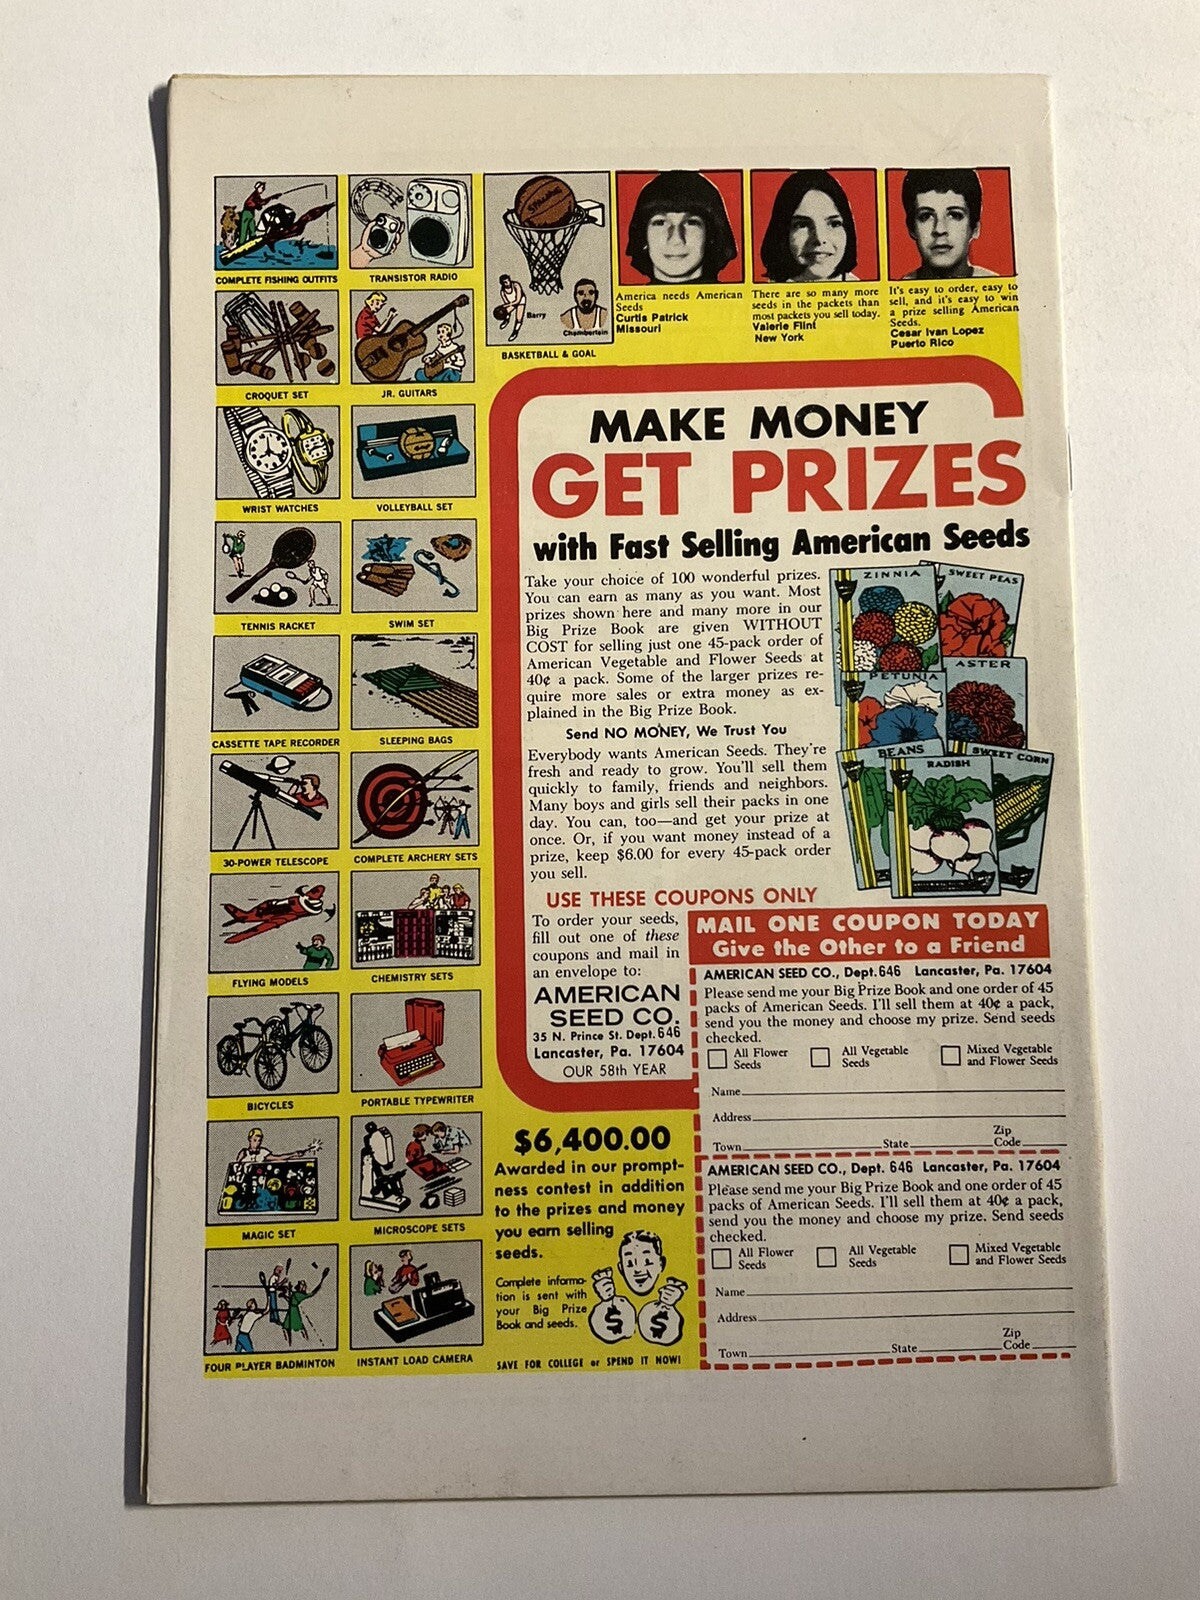 COMPLETE FISHING OUTFITS
TRANSISTOR RADIO
CROQUET SET
JR. GUITARS
WRIST WATCHES
VOLLEYBALL SET
TENNIS RACKET
SWIM SET
CASSETTE TAPE RECORDER
SLEEPING BAGS
30-POWER TELESCOPE
COMPLETE ARCHERY SETS
FLYING MODELS
CHEMISTRY SETS
BICYCLES
PORTABLE TYPEWRITER
MAGIC SET
MICROSCOPE SETS
FOUR PLAYER BADMINTON
INSTANT LOAD CAMERA
SPALDING
Barry
Chamberlain
BASKETBALL & GOAL
America needs American
Seeds
Curtis Patrick
Missouri
There are so many more
seeds in the packets than
most packets you sell today.
Valerie Flint
New York
It's easy to order, easy to
sell, and it's easy to win
a prize selling American
Seeds.
Cesar Ivan Lopez
Puerto Rico
MAKE MONEY
GET PRIZES
with Fast Selling American Seeds
Take your choice of 100 wonderful prizes.
You can earn as many as you want. Most
prizes shown here and many more in our
Big Prize Book are given WITHOUT
COST for selling just one 45-pack order of
American Vegetable and Flower Seeds at
40¢ a pack. Some of the larger prizes re-
quire more sales or extra money as ex-
plained in the Big Prize Book.
Send NO MONEY, We Trust You
Everybody wants American Seeds. They're
fresh and ready to grow. You'll sell them
quickly to family, friends and neighbors.
Many boys and girls sell their packs in one
day. You can, too—and get your prize at
once. Or, if you want money instead of a
prize, keep $6.00 for every 45-pack order
you sell.
ZINNIA
SWEET PEAS
ASTER
PETUNIA
BEANS
SWEET CORN
RADISH
USE THESE COUPONS ONLY
To order your seeds,
fill out one of these
coupons and mail in
an envelope to:
AMERICAN
SEED CO.
35 N. Prince St. Dept. 646
Lancaster, Pa. 17604
OUR 58th YEAR
MAIL ONE COUPON TODAY
Give the Other to a Friend
AMERICAN SEED CO., Dept. 646 Lancaster, Pa. 17604
Please send me your Big Prize Book and one order of 45
packs of American Seeds. I'll sell them at 40¢ a pack,
send you the money and choose my prize. Send seeds
checked.
All Flower Seeds
All Vegetable Seeds
Mixed Vegetable and Flower Seeds
Name
Address
Town State Zip Code
AMERICAN SEED CO., Dept. 646 Lancaster, Pa. 17604
Please send me your Big Prize Book and one order of 45
packs of American Seeds. I'll sell them at 40¢ a pack,
send you the money and choose my prize. Send seeds
checked.
All Flower Seeds
All Vegetable Seeds
Mixed Vegetable and Flower Seeds
Name
Address
Town State Zip Code
$6,400.00
Awarded in our prompt-
ness contest in addition
to the prizes and money
you earn selling
seeds.
Complete informa-
tion is sent with
your Big Prize
Book and seeds.
$ $
SAVE FOR COLLEGE or SPEND IT NOW!